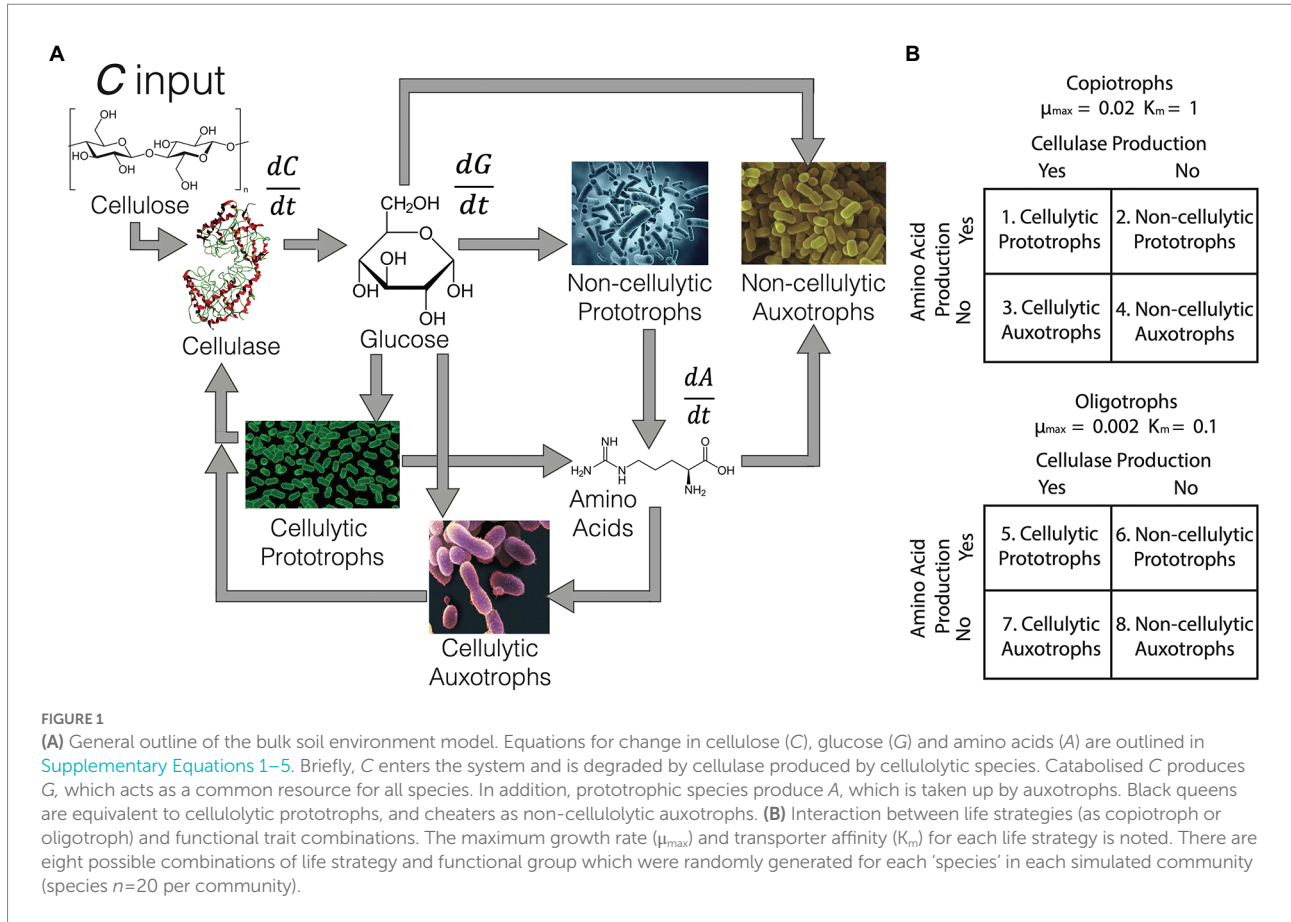 A
C input
OH
OH
HO
O
O
HO
OH
O
OH
O
n
Cellulose
dC
dt
Cellulase
CH₂OH
O
OH
OH
OH
OH
Glucose
dG
dt
Non-cellulytic
Prototrophs
Non-cellulytic
Auxotrophs
dA
dt
Cellulytic
Prototrophs
NH
H₂N
N
H
O
OH
NH₂
Amino
Acids
Cellulytic
Auxotrophs
B
Copiotrophs
μmax = 0.02 Km = 1
Cellulase Production
Yes No
Amino Acid
Production
Yes
No
1. Cellulytic
Prototrophs
2. Non-cellulytic
Prototrophs
3. Cellulytic
Auxotrophs
4. Non-cellulytic
Auxotrophs
Oligotrophs
μmax = 0.002 Km = 0.1
Cellulase Production
Yes No
Amino Acid
Production
Yes
No
5. Cellulytic
Prototrophs
6. Non-cellulytic
Prototrophs
7. Cellulytic
Auxotrophs
8. Non-cellulytic
Auxotrophs
FIGURE 1
(A) General outline of the bulk soil environment model. Equations for change in cellulose (C), glucose (G) and amino acids (A) are outlined in
Supplementary Equations 1–5. Briefly, C enters the system and is degraded by cellulase produced by cellulolytic species. Catabolised C produces
G, which acts as a common resource for all species. In addition, prototrophic species produce A, which is taken up by auxotrophs. Black queens
are equivalent to cellulolytic prototrophs, and cheaters as non-cellulolytic auxotrophs. (B) Interaction between life strategies (as copiotroph or
oligotroph) and functional trait combinations. The maximum growth rate (μmax) and transporter affinity (Km) for each life strategy is noted. There are
eight possible combinations of life strategy and functional group which were randomly generated for each ‘species’ in each simulated community
(species n=20 per community).